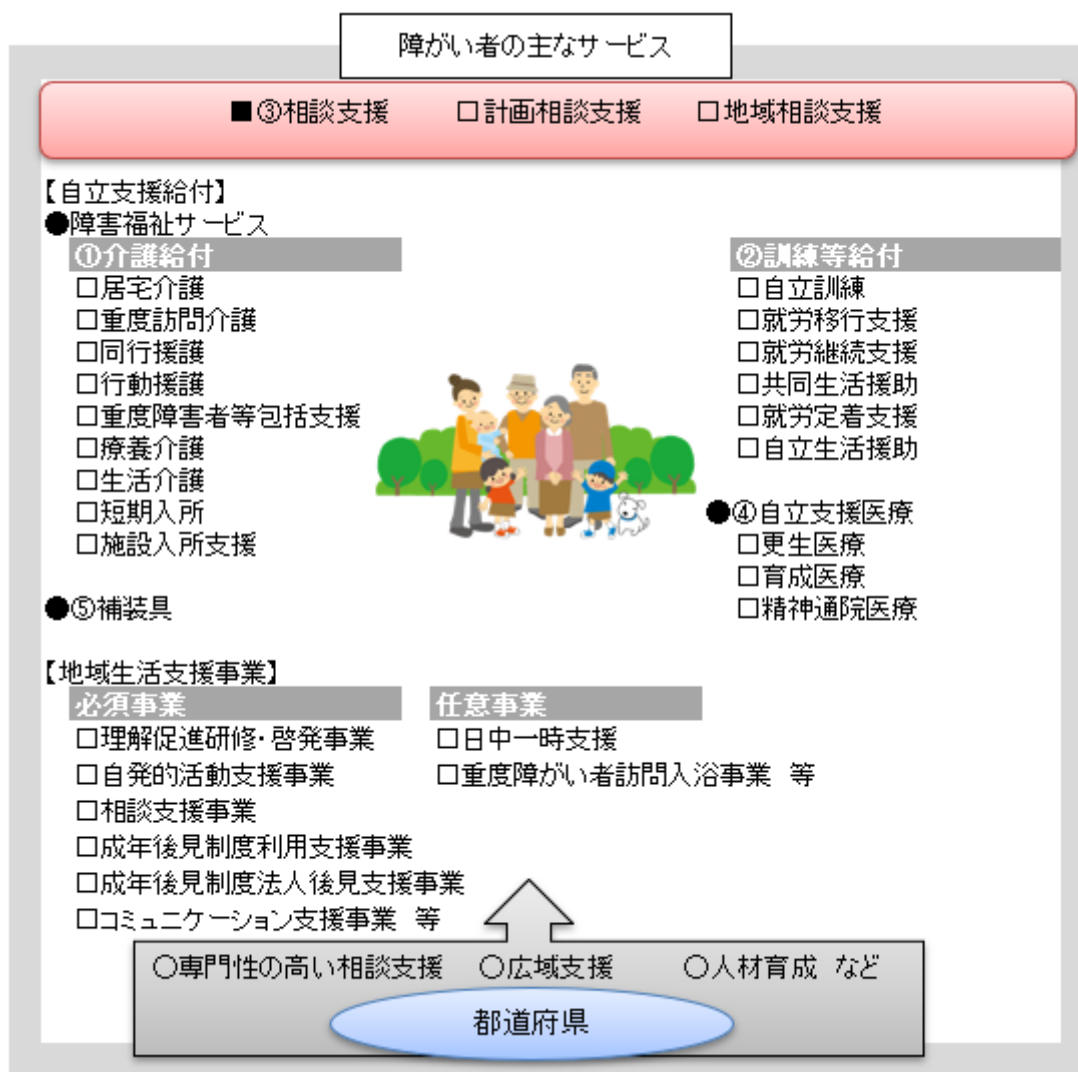 障がい者の主なサービス
■③相談支援 □計画相談支援 □地域相談支援
【自立支援給付】
●障害福祉サービス
①介護給付
□居宅介護
□重度訪問介護
□同行援護
□行動援護
□重度障害者等包括支援
□療養介護
□生活介護
□短期入所
□施設入所支援
②訓練等給付
□自立訓練
□就労移行支援
□就労継続支援
□共同生活援助
□就労定着支援
□自立生活援助
●④自立支援医療
□更生医療
□育成医療
□精神通院医療
●⑤補装具
【地域生活支援事業】
必須事業
□理解促進研修・啓発事業
□自発的活動支援事業
□相談支援事業
□成年後見制度利用支援事業
□成年後見制度法人後見支援事業
□コミュニケーション支援事業 等
任意事業
□日中一時支援
□重度障がい者訪問入浴事業 等
○専門性の高い相談支援 ○広域支援 ○人材育成 など
都道府県